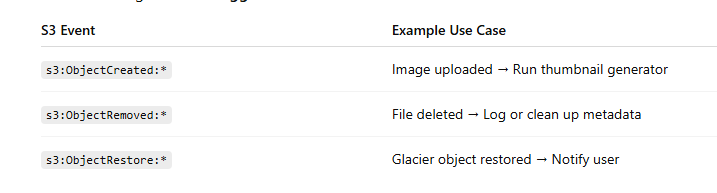 S3 Event Example Use Case
s3:ObjectCreated:* Image uploaded → Run thumbnail generator
s3:ObjectRemoved:* File deleted → Log or clean up metadata
s3:ObjectRestore:* Glacier object restored → Notify user